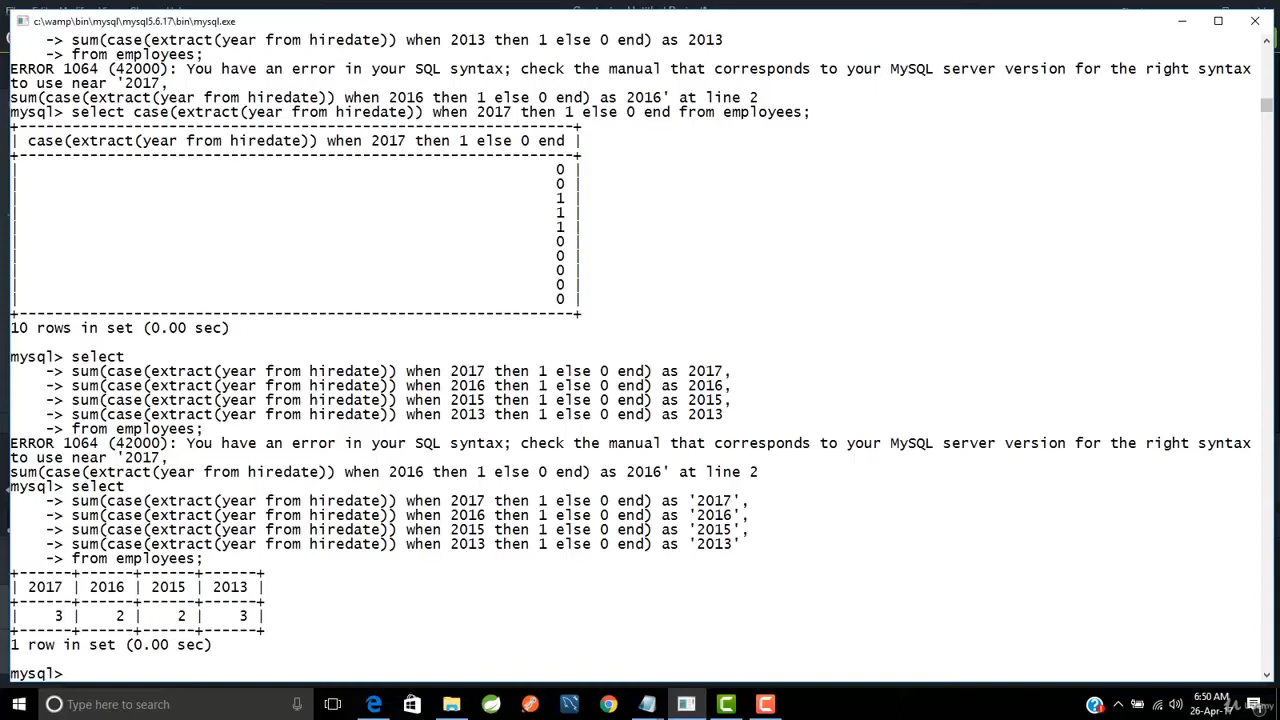 c:\wamp\bin\mysql\mysql5.6.17\bin\mysql.exe
-> sum(case(extract(year from hiredate)) when 2013 then 1 else 0 end) as 2013
-> from employees;
ERROR 1064 (42000): You have an error in your SQL syntax; check the manual that corresponds to your MySQL server version for the right syntax
to use near '2017,
sum(case(extract(year from hiredate)) when 2016 then 1 else 0 end) as 2016' at line 2
mysql> select case(extract(year from hiredate)) when 2017 then 1 else 0 end from employees;
+--------------------------------------------------------------+
| case(extract(year from hiredate)) when 2017 then 1 else 0 end |
+--------------------------------------------------------------+
| 0 |
| 0 |
| 1 |
| 1 |
| 1 |
| 0 |
| 0 |
| 0 |
| 0 |
| 0 |
+--------------------------------------------------------------+
10 rows in set (0.00 sec)
mysql> select
-> sum(case(extract(year from hiredate)) when 2017 then 1 else 0 end) as 2017,
-> sum(case(extract(year from hiredate)) when 2016 then 1 else 0 end) as 2016,
-> sum(case(extract(year from hiredate)) when 2015 then 1 else 0 end) as 2015,
-> sum(case(extract(year from hiredate)) when 2013 then 1 else 0 end) as 2013
-> from employees;
ERROR 1064 (42000): You have an error in your SQL syntax; check the manual that corresponds to your MySQL server version for the right syntax
to use near '2017,
sum(case(extract(year from hiredate)) when 2016 then 1 else 0 end) as 2016' at line 2
mysql> select
-> sum(case(extract(year from hiredate)) when 2017 then 1 else 0 end) as '2017',
-> sum(case(extract(year from hiredate)) when 2016 then 1 else 0 end) as '2016',
-> sum(case(extract(year from hiredate)) when 2015 then 1 else 0 end) as '2015',
-> sum(case(extract(year from hiredate)) when 2013 then 1 else 0 end) as '2013'
-> from employees;
+------+------+------+------+
| 2017 | 2016 | 2015 | 2013 |
+------+------+------+------+
| 3 | 2 | 2 | 3 |
+------+------+------+------+
1 row in set (0.00 sec)
mysql>
Type here to search
6:50 AM
26-Apr-
Udemy